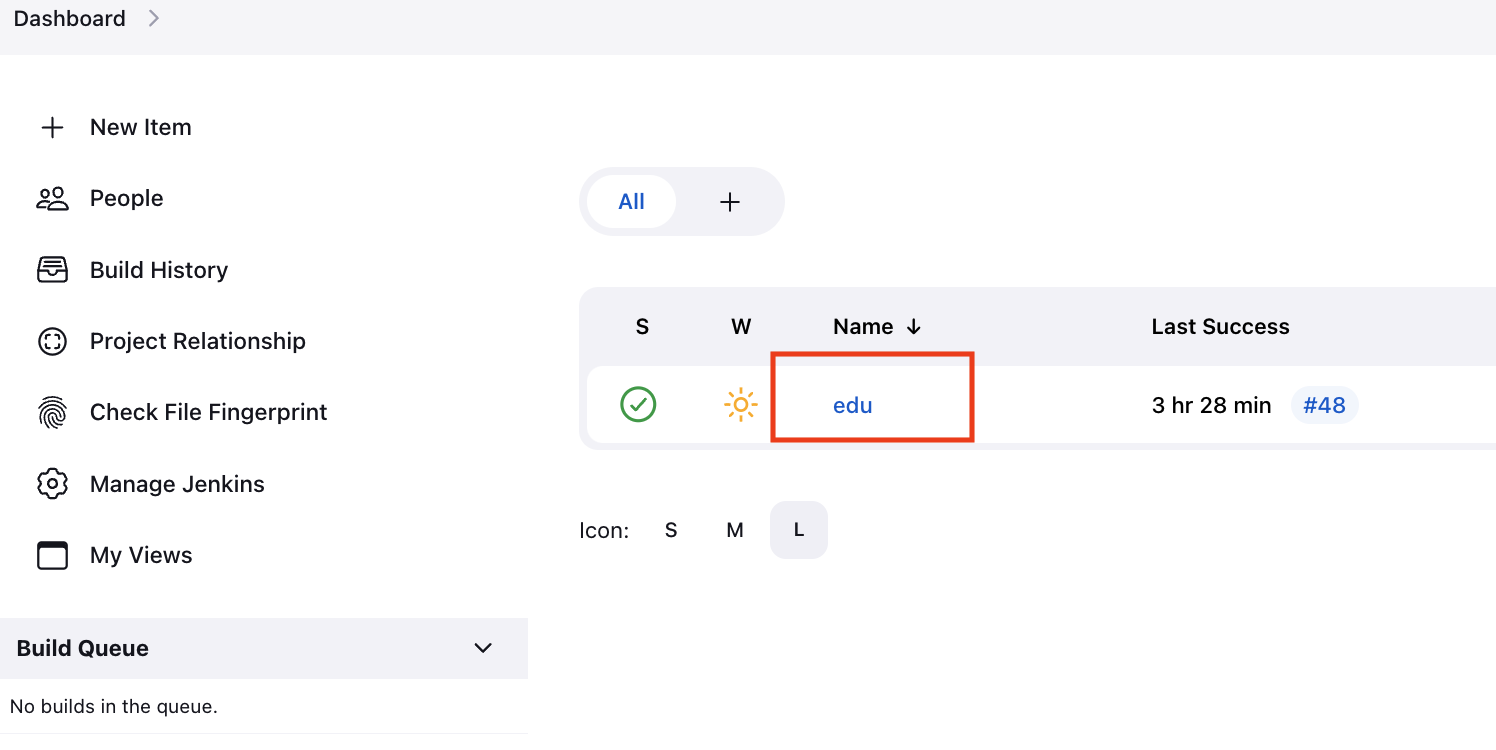 Dashboard
New Item
People
Build History
Project Relationship
Check File Fingerprint
Manage Jenkins
My Views
Build Queue
No builds in the queue.
All
S W Name ↓ Last Success
edu 3 hr 28 min #48
Icon: S M L